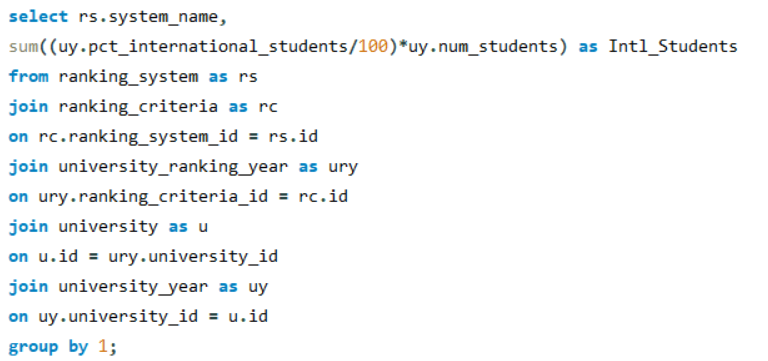 select rs.system_name,
sum((uy.pct_international_students/100)*uy.num_students) as Intl_Students
from ranking_system as rs
join ranking_criteria as rc
on rc.ranking_system_id = rs.id
join university_ranking_year as ury
on ury.ranking_criteria_id = rc.id
join university as u
on u.id = ury.university_id
join university_year as uy
on uy.university_id = u.id
group by 1;